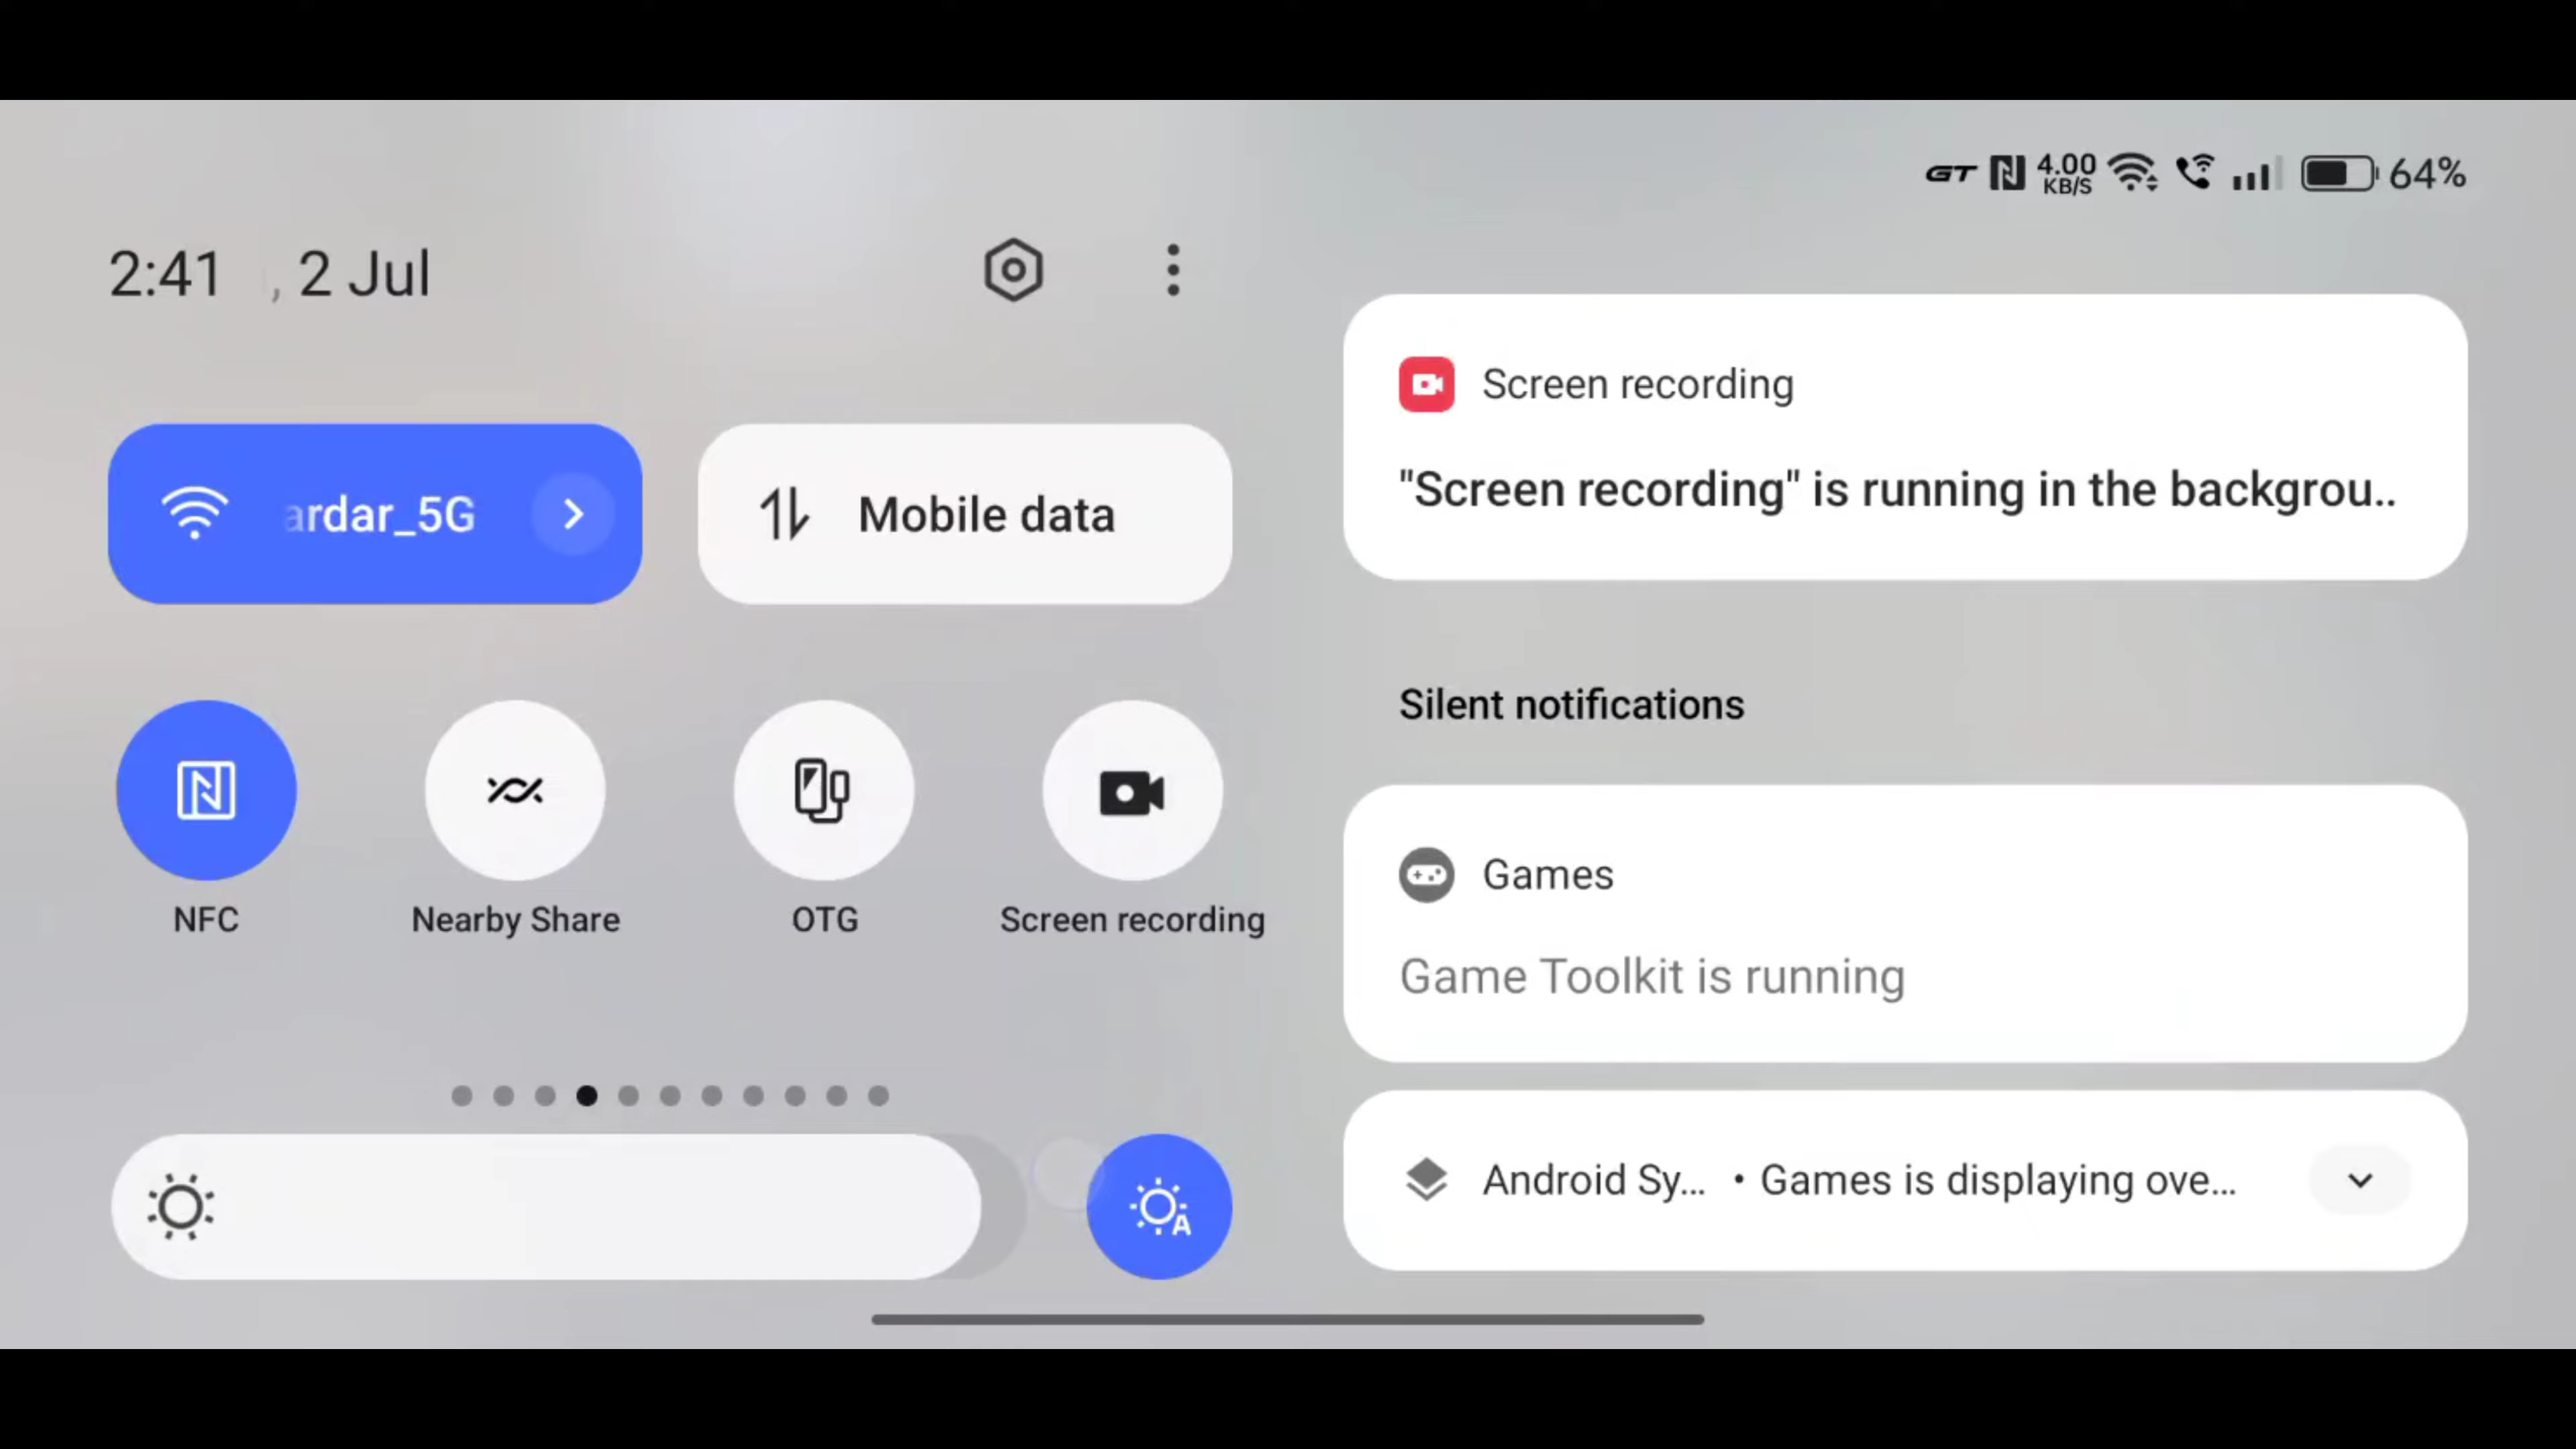 GT 4.00 KB/S 64%
2:41 , 2 Jul
ardar_5G
Mobile data
NFC
Nearby Share
OTG
Screen recording
A
Screen recording
"Screen recording" is running in the backgrou..
Silent notifications
Games
Game Toolkit is running
Android Sy... • Games is displaying ove...